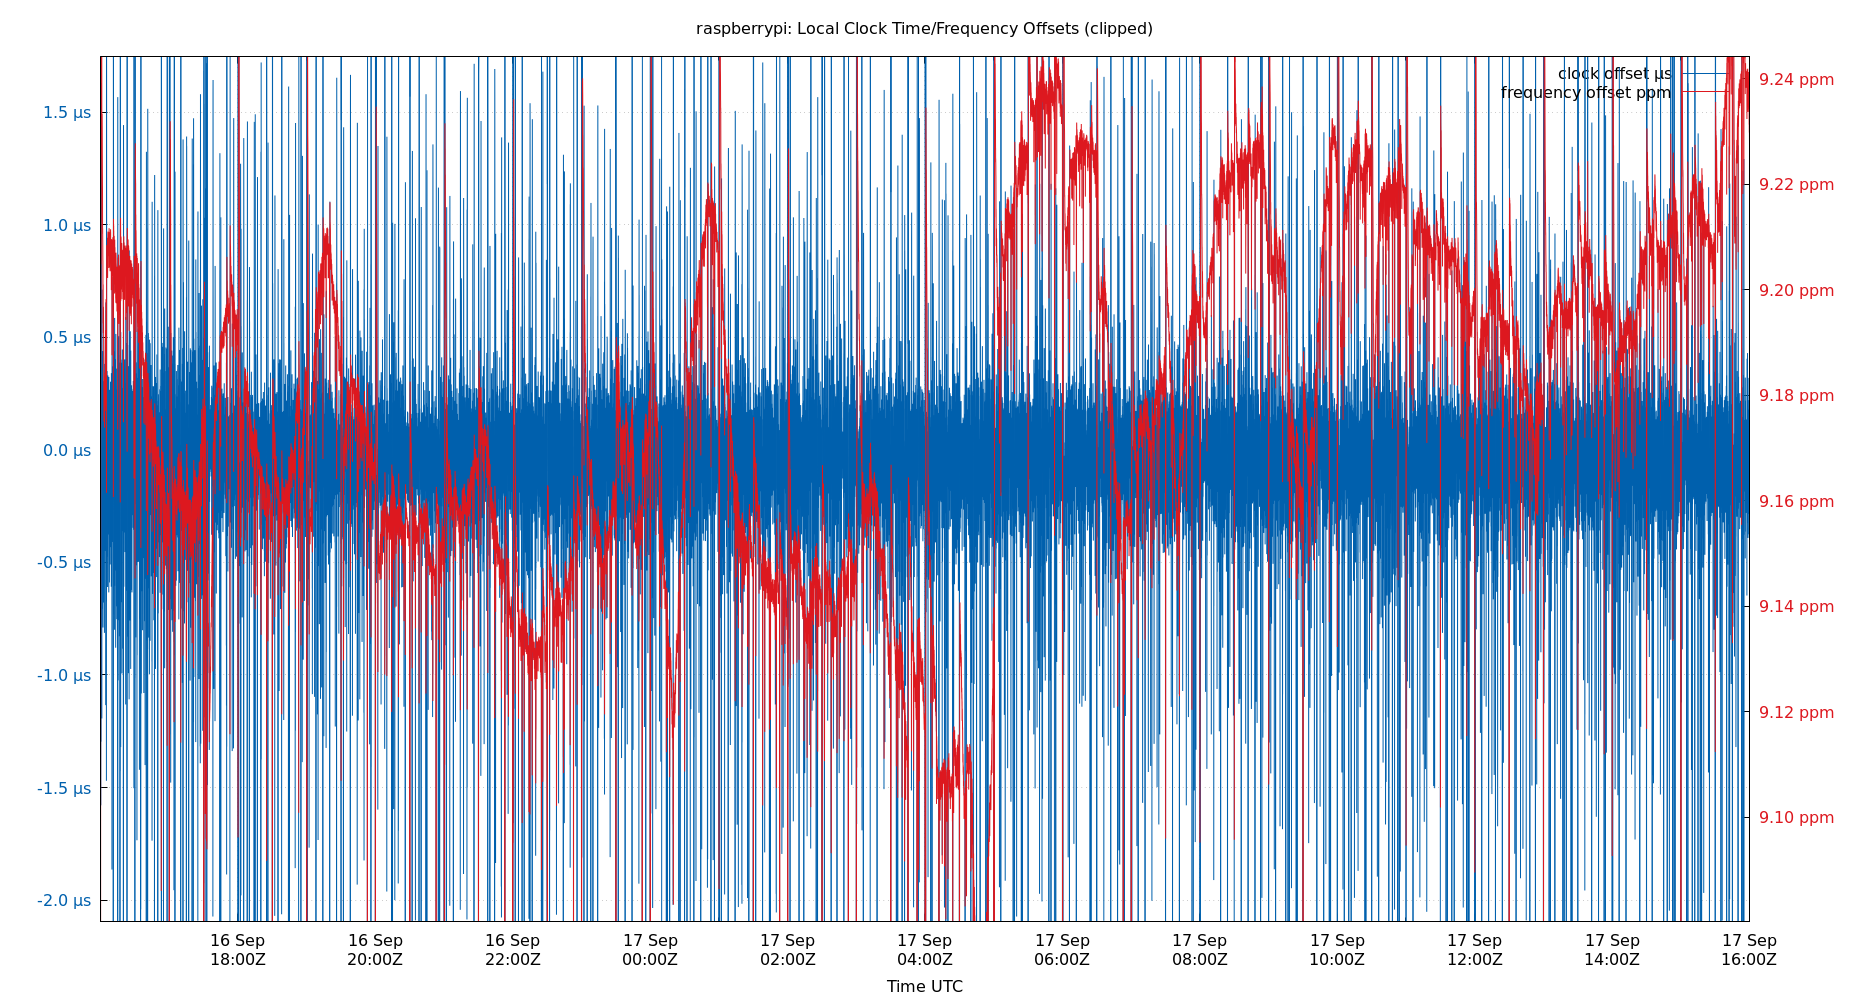 raspberrypi: Local Clock Time/Frequency Offsets (clipped)
clock offset µs
frequency offset ppm
1.5 µs
1.0 µs
0.5 µs
0.0 µs
-0.5 µs
-1.0 µs
-1.5 µs
-2.0 µs
9.24 ppm
9.22 ppm
9.20 ppm
9.18 ppm
9.16 ppm
9.14 ppm
9.12 ppm
9.10 ppm
16 Sep 16 Sep 16 Sep 17 Sep 17 Sep 17 Sep 17 Sep 17 Sep 17 Sep 17 Sep 17 Sep 17 Sep
18:00Z 20:00Z 22:00Z 00:00Z 02:00Z 04:00Z 06:00Z 08:00Z 10:00Z 12:00Z 14:00Z 16:00Z
Time UTC